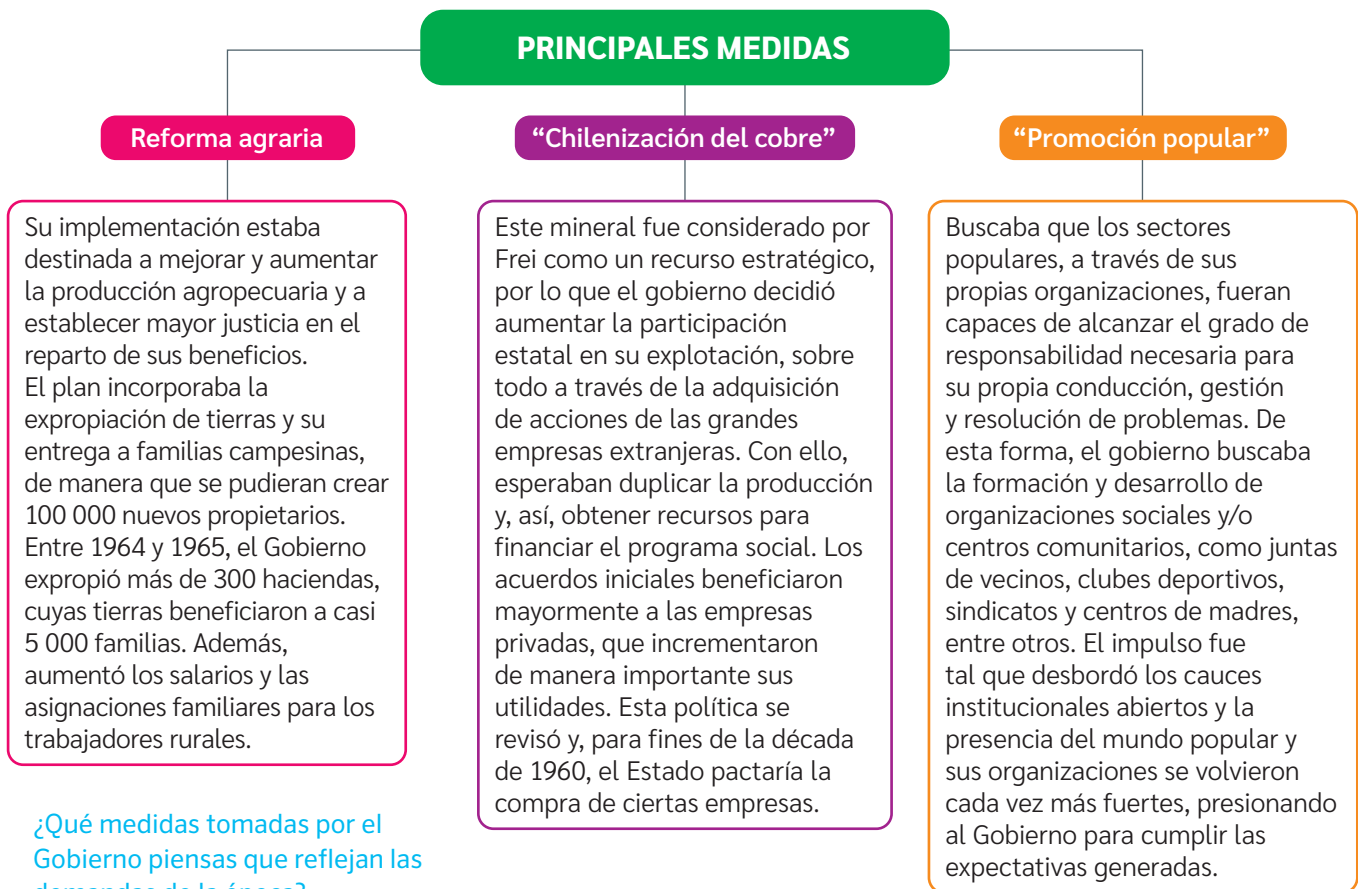 PRINCIPALES MEDIDAS
Reforma agraria
Su implementación estaba
destinada a mejorar y aumentar
la producción agropecuaria y a
establecer mayor justicia en el
reparto de sus beneficios.
El plan incorporaba la
expropiación de tierras y su
entrega a familias campesinas,
de manera que se pudieran crear
100 000 nuevos propietarios.
Entre 1964 y 1965, el Gobierno
expropió más de 300 haciendas,
cuyas tierras beneficiaron a casi
5 000 familias. Además,
aumentó los salarios y las
asignaciones familiares para los
trabajadores rurales.
“Chilenización del cobre”
Este mineral fue considerado por
Frei como un recurso estratégico,
por lo que el gobierno decidió
aumentar la participación
estatal en su explotación, sobre
todo a través de la adquisición
de acciones de las grandes
empresas extranjeras. Con ello,
esperaban duplicar la producción
y, así, obtener recursos para
financiar el programa social. Los
acuerdos iniciales beneficiaron
mayormente a las empresas
privadas, que incrementaron
de manera importante sus
utilidades. Esta política se
revisó y, para fines de la década
de 1960, el Estado pactaría la
compra de ciertas empresas.
“Promoción popular”
Buscaba que los sectores
populares, a través de sus
propias organizaciones, fueran
capaces de alcanzar el grado de
responsabilidad necesaria para
su propia conducción, gestión
y resolución de problemas. De
esta forma, el gobierno buscaba
la formación y desarrollo de
organizaciones sociales y/o
centros comunitarios, como juntas
de vecinos, clubes deportivos,
sindicatos y centros de madres,
entre otros. El impulso fue
tal que desbordó los cauces
institucionales abiertos y la
presencia del mundo popular y
sus organizaciones se volvieron
cada vez más fuertes, presionando
al Gobierno para cumplir las
expectativas generadas.
¿Qué medidas tomadas por el
Gobierno piensas que reflejan las